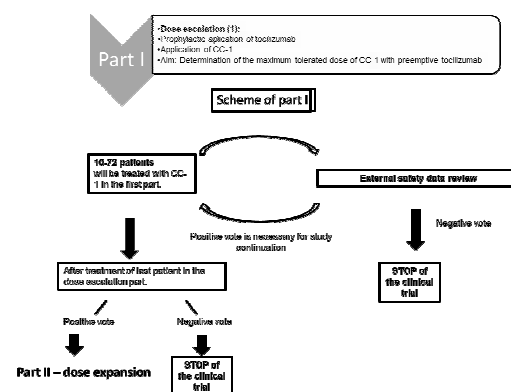 Part I
•Dose escalation (1):
•Prophylactic aplication of tocilizumab
•Application of CC-1
•Aim: Determination of the maximum tolerated dose of CC 1 with preemptive tocilizumab
Scheme of part I
10-72 patients
will be treated with CC-
1 in the first part.
External safety data review
Positive vote is necessary for study
continuation
Negative vote
After treatment of last patient in the
dose escalation part.
STOP of
the clinical
trial
Positive vote
Negative vote
Part II – dose expansion
STOP of
the clinical
trial